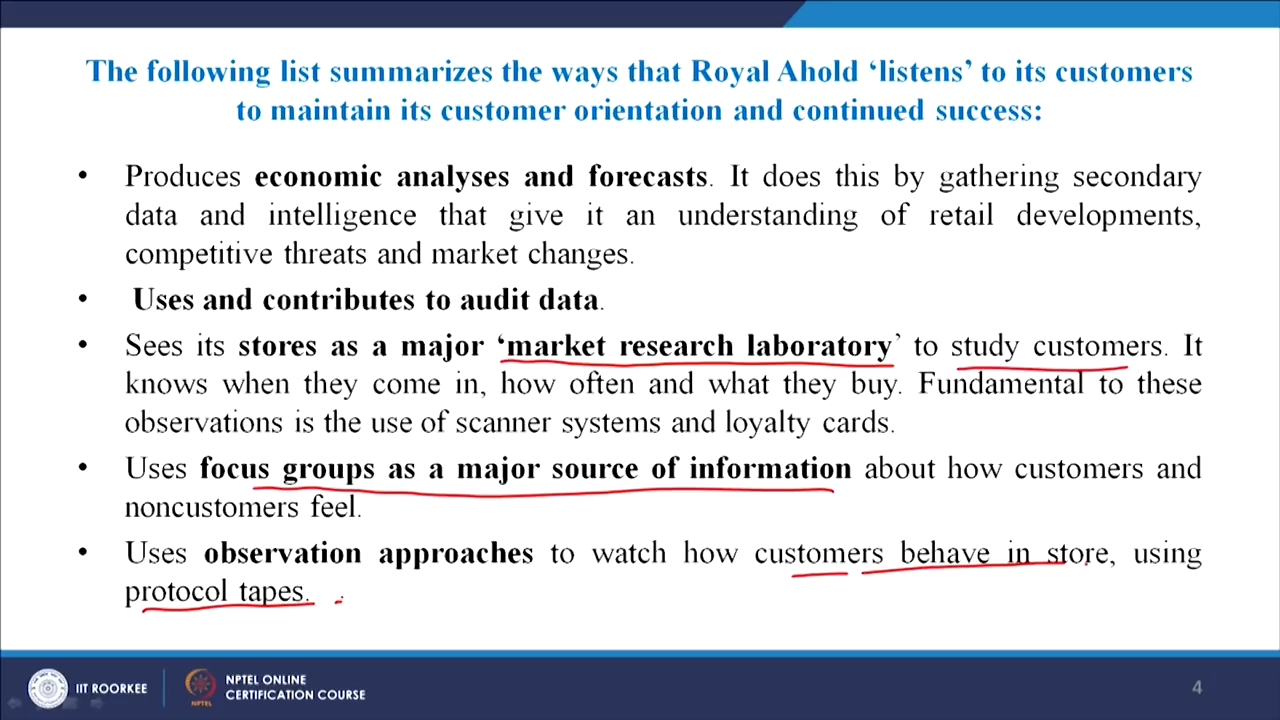 The following list summarizes the ways that Royal Ahold ‘listens’ to its customers
to maintain its customer orientation and continued success:
• Produces economic analyses and forecasts. It does this by gathering secondary
data and intelligence that give it an understanding of retail developments,
competitive threats and market changes.
• Uses and contributes to audit data.
• Sees its stores as a major ‘market research laboratory’ to study customers. It
knows when they come in, how often and what they buy. Fundamental to these
observations is the use of scanner systems and loyalty cards.
• Uses focus groups as a major source of information about how customers and
noncustomers feel.
• Uses observation approaches to watch how customers behave in store, using
protocol tapes.
IIT ROORKEE
NPTEL
NPTEL ONLINE
CERTIFICATION COURSE
4